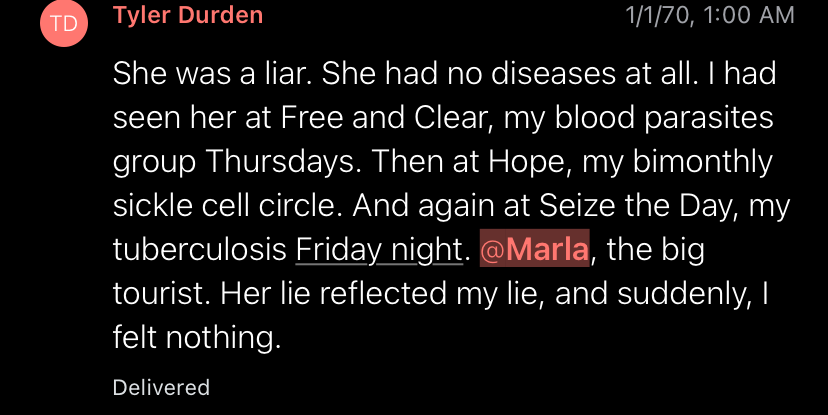 TD
Tyler Durden
1/1/70, 1:00 AM
She was a liar. She had no diseases at all. I had
seen her at Free and Clear, my blood parasites
group Thursdays. Then at Hope, my bimonthly
sickle cell circle. And again at Seize the Day, my
tuberculosis Friday night. @Marla, the big
tourist. Her lie reflected my lie, and suddenly, I
felt nothing.
Delivered